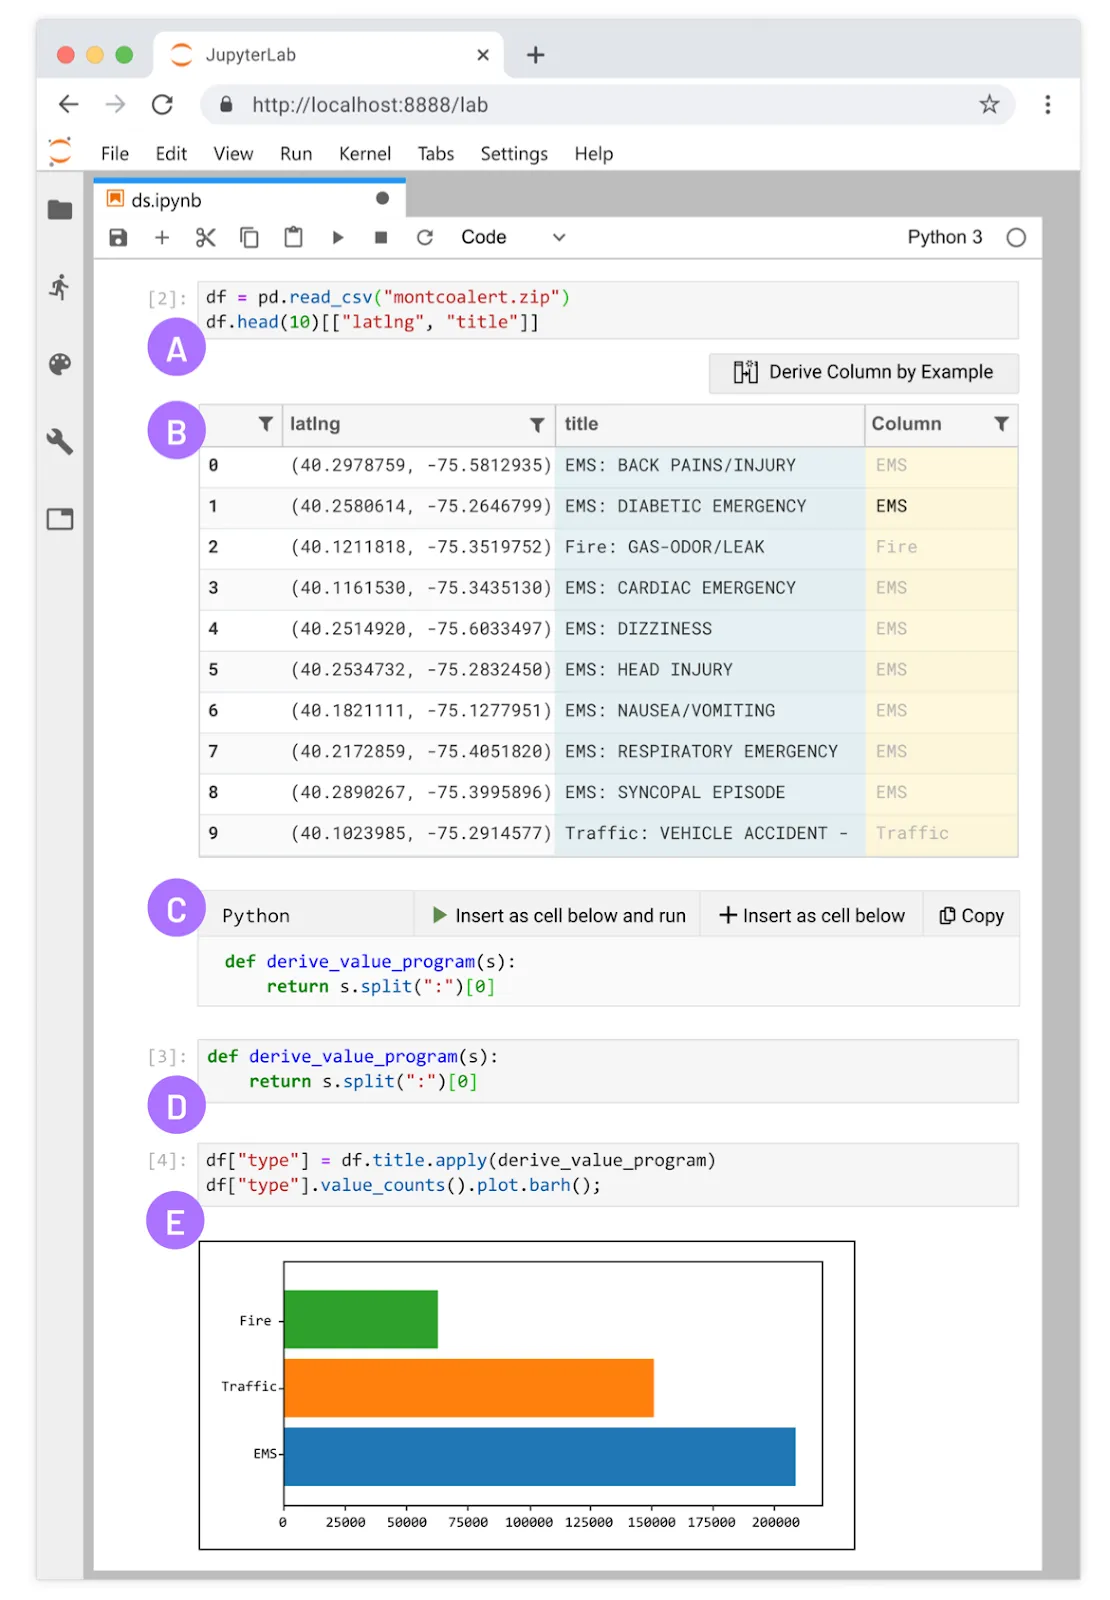 JupyterLab
http://localhost:8888/lab
File Edit View Run Kernel Tabs Settings Help
ds.ipynb
Code Python 3
[2]: df = pd.read_csv("montcoalert.zip")
df.head(10)[["latlng", "title"]]
A
Derive Column by Example
B
latlng title Column
0 (40.2978759, -75.5812935) EMS: BACK PAINS/INJURY EMS
1 (40.2580614, -75.2646799) EMS: DIABETIC EMERGENCY EMS
2 (40.1211818, -75.3519752) Fire: GAS-ODOR/LEAK Fire
3 (40.1161530, -75.3435130) EMS: CARDIAC EMERGENCY EMS
4 (40.2514920, -75.6033497) EMS: DIZZINESS EMS
5 (40.2534732, -75.2832450) EMS: HEAD INJURY EMS
6 (40.1821111, -75.1277951) EMS: NAUSEA/VOMITING EMS
7 (40.2172859, -75.4051820) EMS: RESPIRATORY EMERGENCY EMS
8 (40.2890267, -75.3995896) EMS: SYNCOPAL EPISODE EMS
9 (40.1023985, -75.2914577) Traffic: VEHICLE ACCIDENT - Traffic
C
Python Insert as cell below and run Insert as cell below Copy
def derive_value_program(s):
return s.split(":")[0]
[3]: def derive_value_program(s):
return s.split(":")[0]
D
[4]: df["type"] = df.title.apply(derive_value_program)
df["type"].value_counts().plot.barh();
E
Fire
Traffic
EMS
0 25000 50000 75000 100000 125000 150000 175000 200000